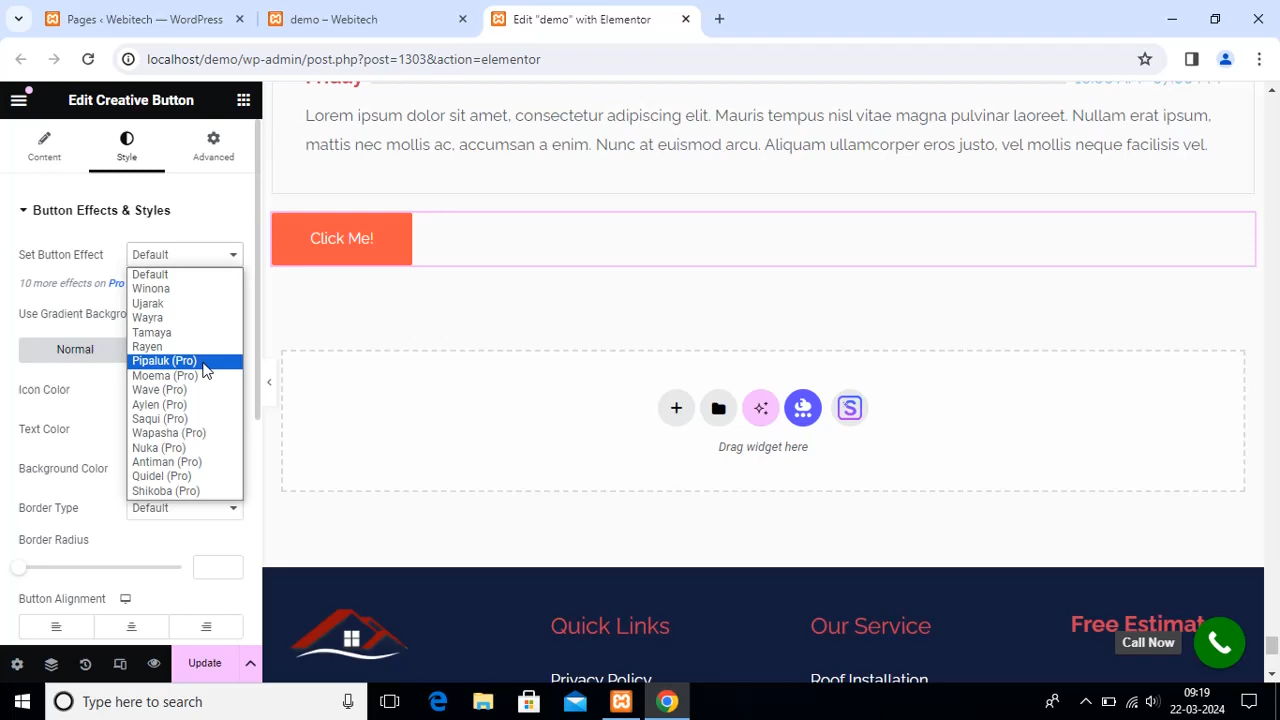 Pages ‹ Webitech — WordPress
demo – Webitech
Edit "demo" with Elementor
localhost/demo/wp-admin/post.php?post=1303&action=elementor
Edit Creative Button
Content
Style
Advanced
Button Effects & Styles
Set Button Effect
Default
10 more effects on Pro
Use Gradient Backgro
Normal
Icon Color
Text Color
Background Color
Default
Winona
Ujarak
Wayra
Tamaya
Rayen
Pipaluk (Pro)
Moema (Pro)
Wave (Pro)
Aylen (Pro)
Saqui (Pro)
Wapasha (Pro)
Nuka (Pro)
Antiman (Pro)
Quidel (Pro)
Shikoba (Pro)
Border Type
Default
Border Radius
Button Alignment
Update
Friday
Lorem ipsum dolor sit amet, consectetur adipiscing elit. Mauris tempus nisl vitae magna pulvinar laoreet. Nullam erat ipsum,
mattis nec mollis ac, accumsan a enim. Nunc at euismod arcu. Aliquam ullamcorper eros justo, vel mollis neque facilisis vel.
Click Me!
Drag widget here
Quick Links
Our Service
Free Estimat
Call Now
Privacy Policy
Roof Installation
Type here to search
09:19
22-03-2024